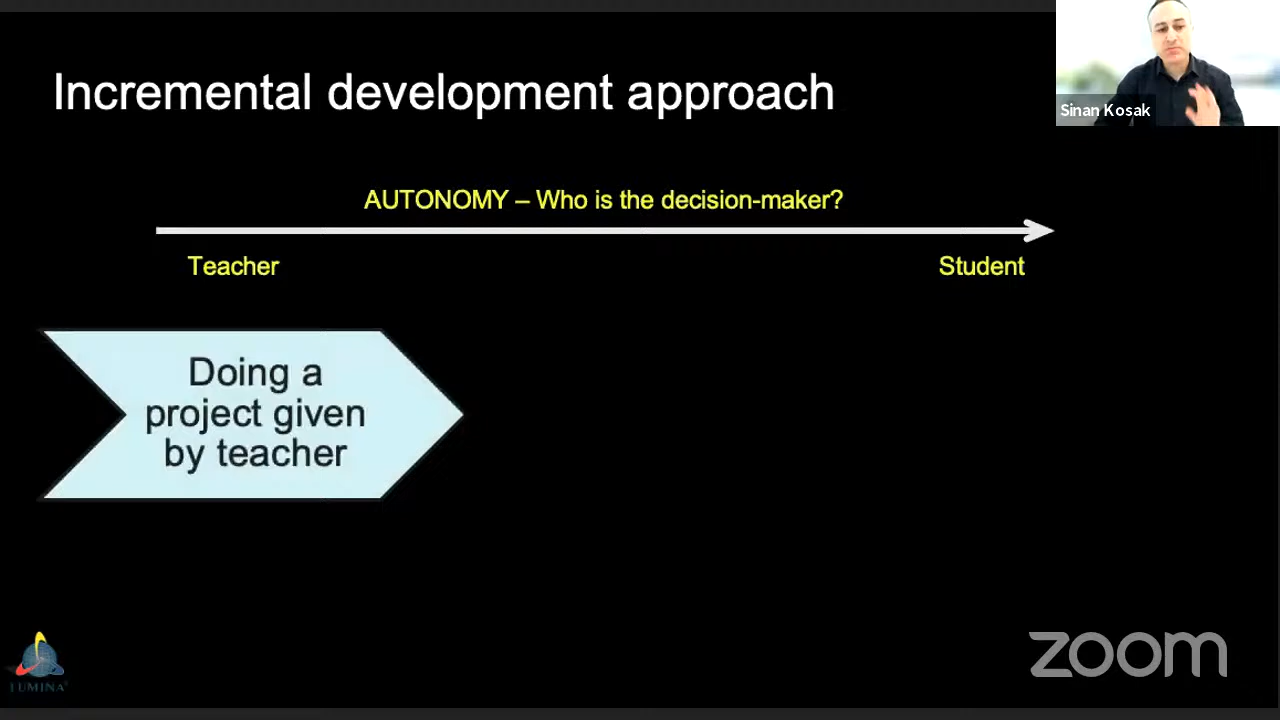 Incremental development approach
Sinan Kosak
AUTONOMY – Who is the decision-maker?
Teacher
Student
Doing a
project given
by teacher
LUMINA
zoom